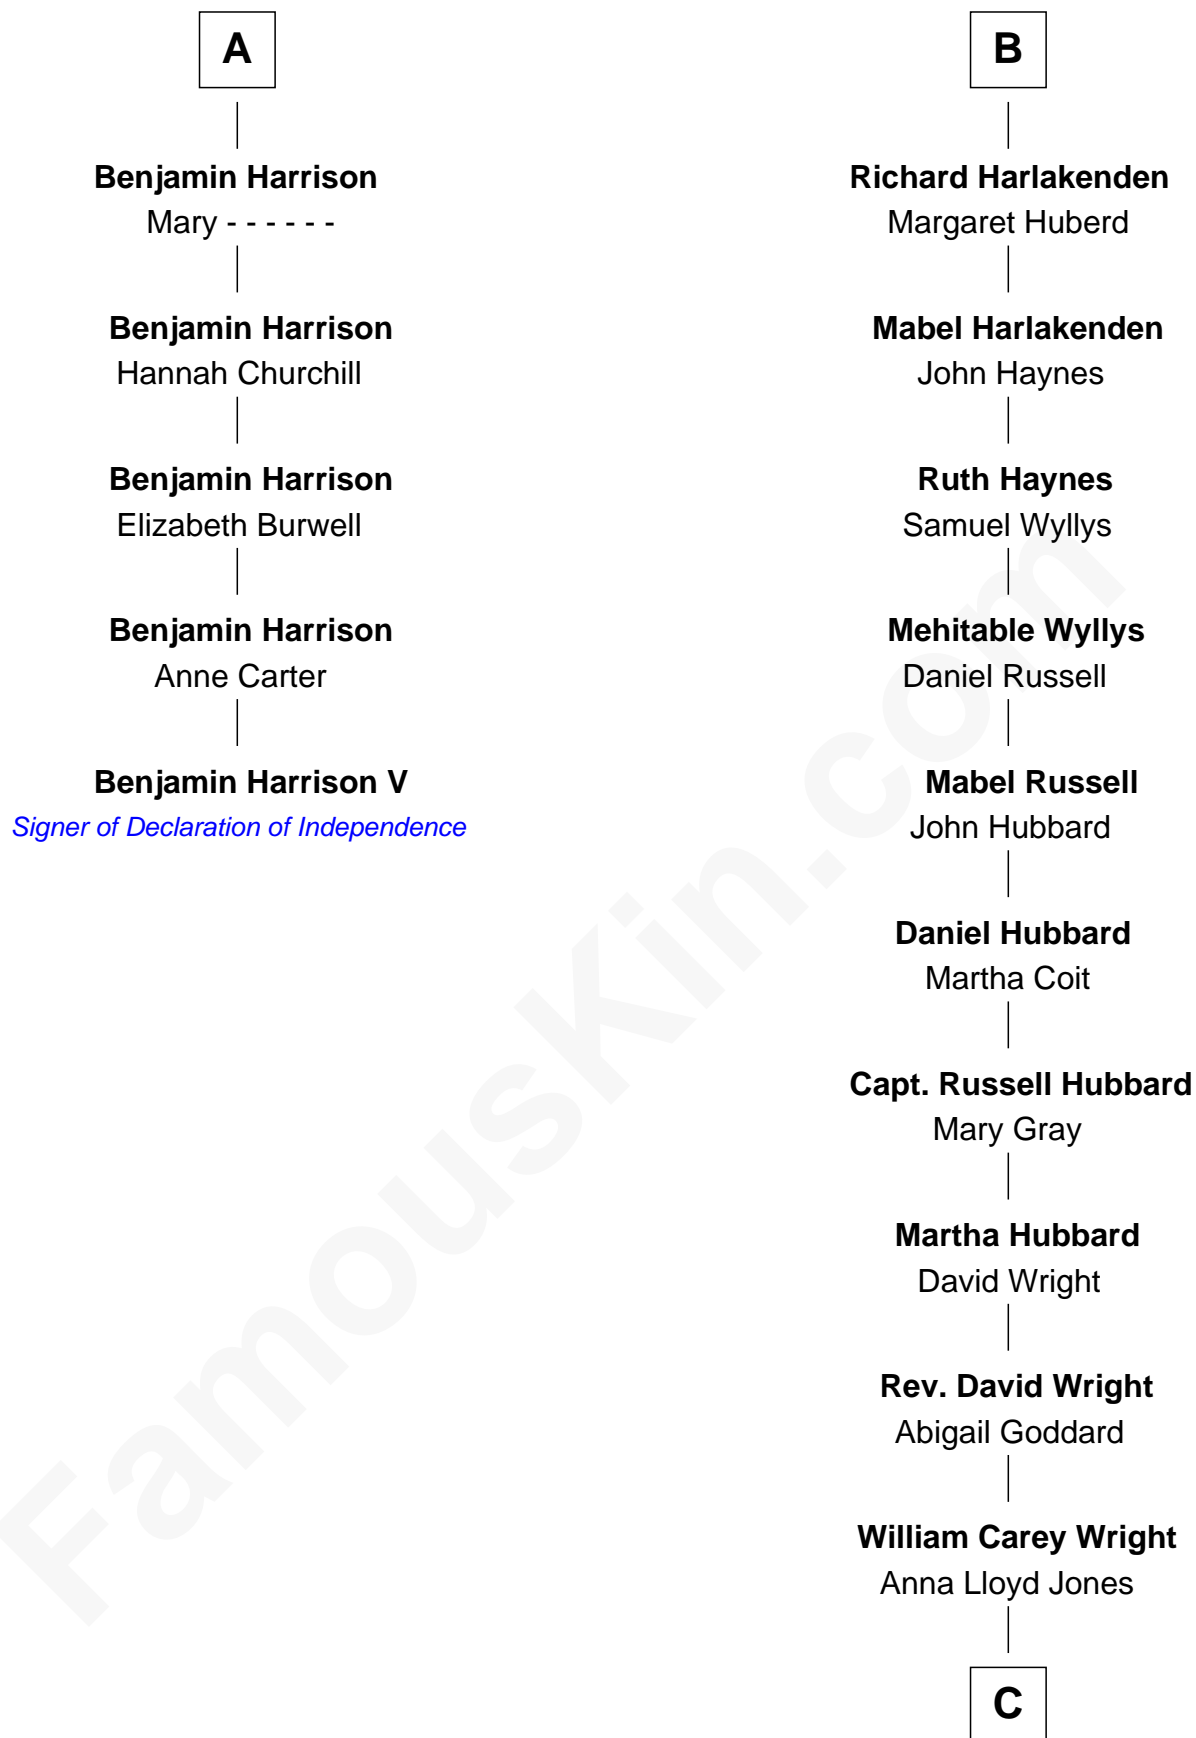 A
Benjamin Harrison
Mary - - - - - -
Benjamin Harrison
Hannah Churchill
Benjamin Harrison
Elizabeth Burwell
Benjamin Harrison
Anne Carter
Benjamin Harrison V
Signer of Declaration of Independence
B
Richard Harlakenden
Margaret Huberd
Mabel Harlakenden
John Haynes
Ruth Haynes
Samuel Wyllys
Mehitable Wyllys
Daniel Russell
Mabel Russell
John Hubbard
Daniel Hubbard
Martha Coit
Capt. Russell Hubbard
Mary Gray
Martha Hubbard
David Wright
Rev. David Wright
Abigail Goddard
William Carey Wright
Anna Lloyd Jones
C
FamousKin.com